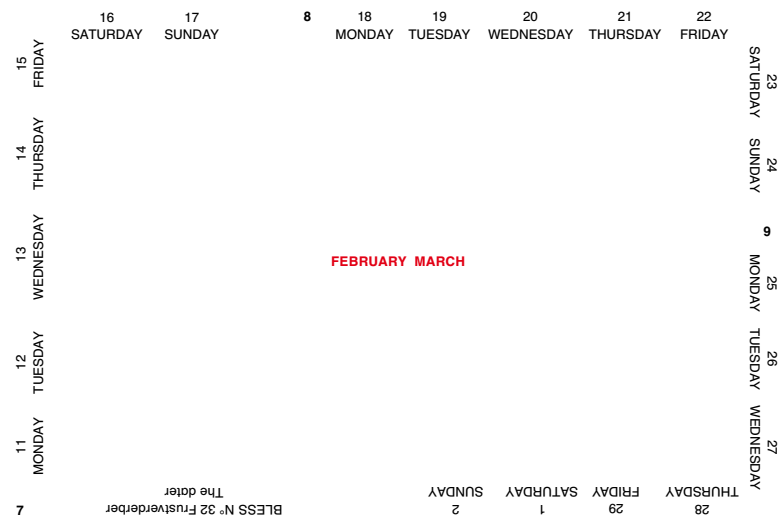 7
11
MONDAY
12
TUESDAY
13
WEDNESDAY
14
THURSDAY
15
FRIDAY
16
SATURDAY
17
SUNDAY
8
18
MONDAY
19
TUESDAY
20
WEDNESDAY
21
THURSDAY
22
FRIDAY
23
SATURDAY
24
SUNDAY
9
25
MONDAY
26
TUESDAY
27
WEDNESDAY
28
THURSDAY
29
FRIDAY
1
SATURDAY
2
SUNDAY
BLESS N° 32 Frustverderber
The dater
FEBRUARY MARCH